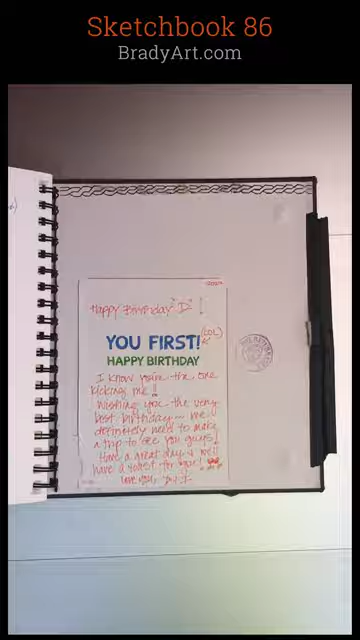 Sketchbook 86
BradyArt.com
Happy Birthday "D" !
YOU FIRST!
(LOL)
HAPPY BIRTHDAY
I know you're the one
kicking me !!
Wishing you the very
best birthday... we
definitely need to make
a trip to see you guys!
Have a great day & we'll
have a toast for you!
Love you,